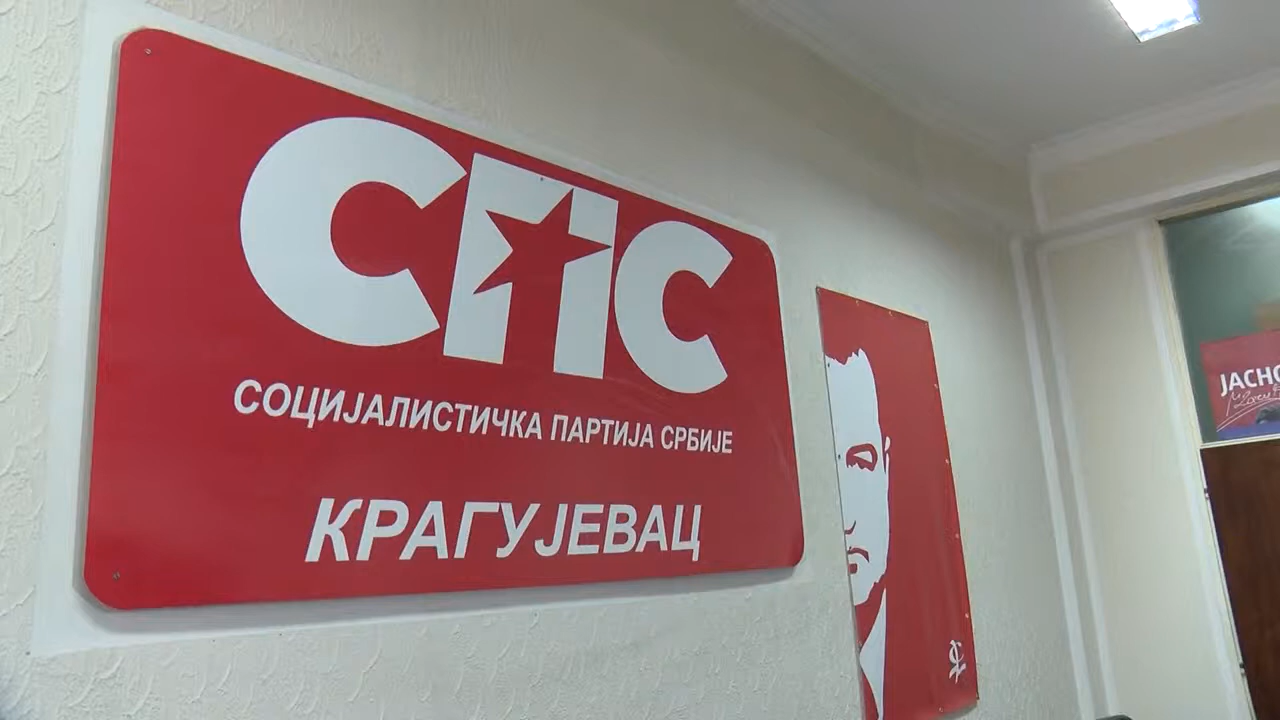 СПС
СОЦИЈАЛИСТИЧКА ПАРТИЈА СРБИЈЕ
КРАГУЈЕВАЦ